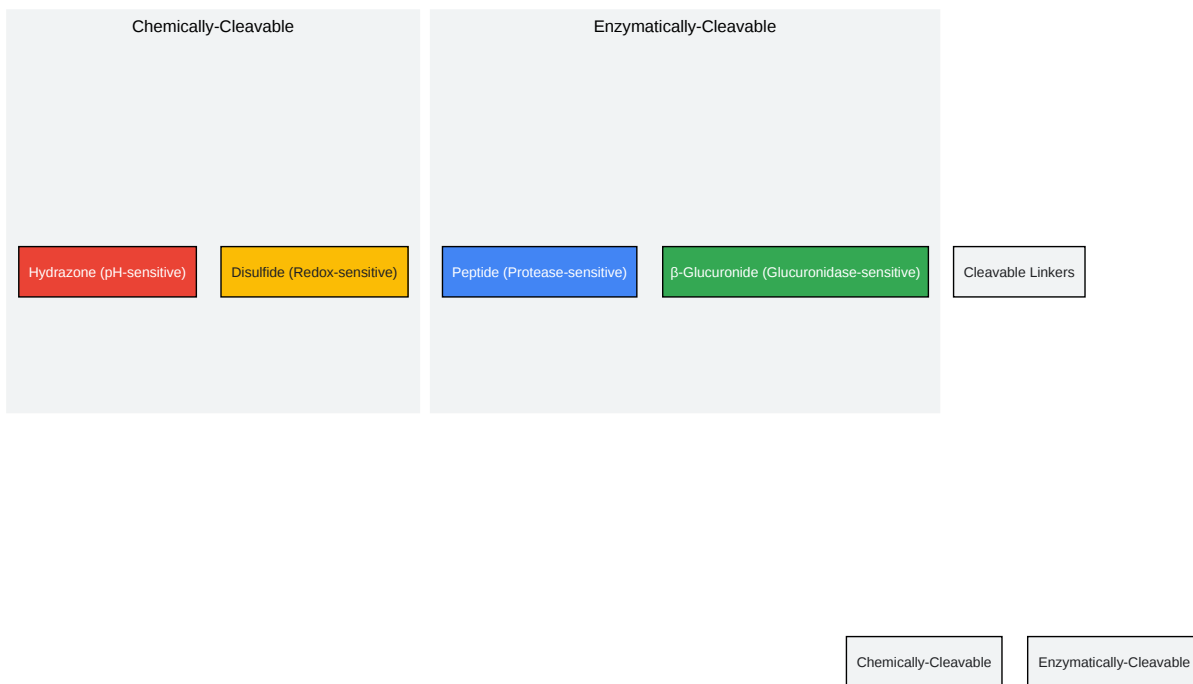 Chemically-Cleavable
Enzymatically-Cleavable
Hydrazone (pH-sensitive)
Disulfide (Redox-sensitive)
Peptide (Protease-sensitive)
β-Glucuronide (Glucuronidase-sensitive)
Cleavable Linkers
Chemically-Cleavable
Enzymatically-Cleavable